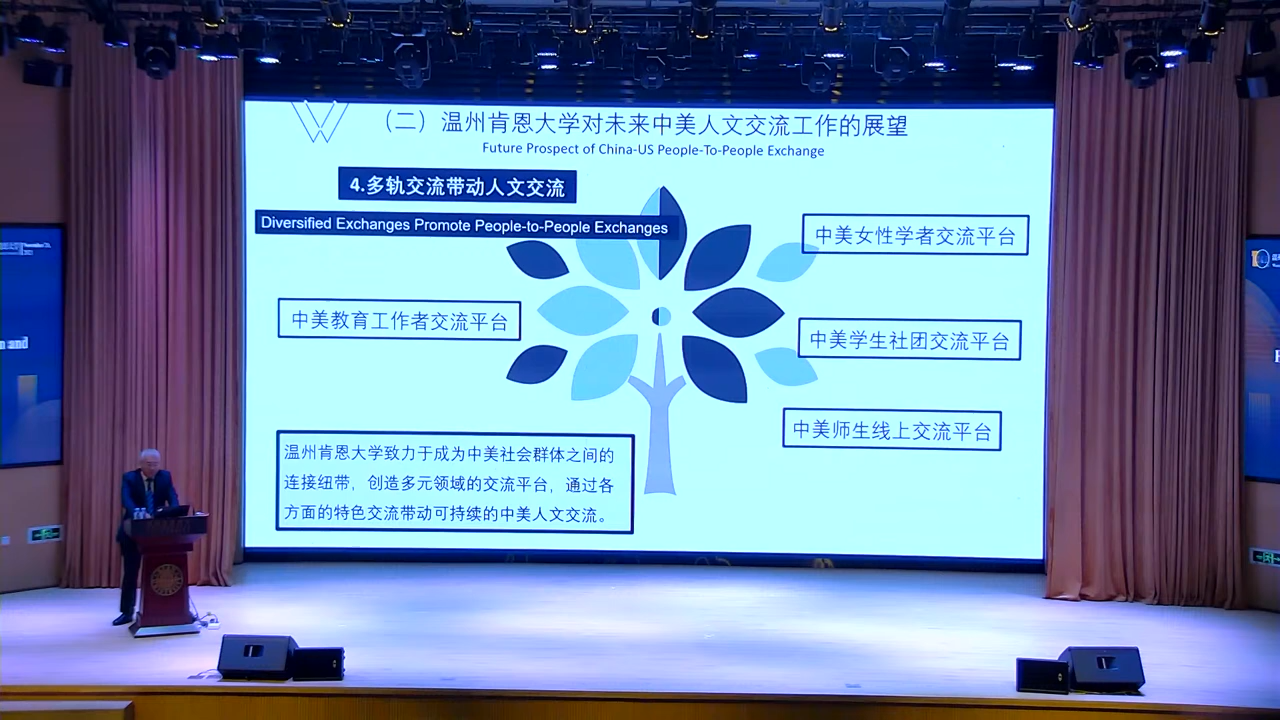 （二）温州肯恩大学对未来中美人文交流工作的展望
Future Prospect of China-US People-To-People Exchange
4.多轨交流带动人文交流
Diversified Exchanges Promote People-to-People Exchanges
中美女性学者交流平台
中美教育工作者交流平台
中美学生社团交流平台
中美师生线上交流平台
温州肯恩大学致力于成为中美社会群体之间的
连接纽带，创造多元领域的交流平台，通过各
方面的特色交流带动可持续的中美人文交流。
and